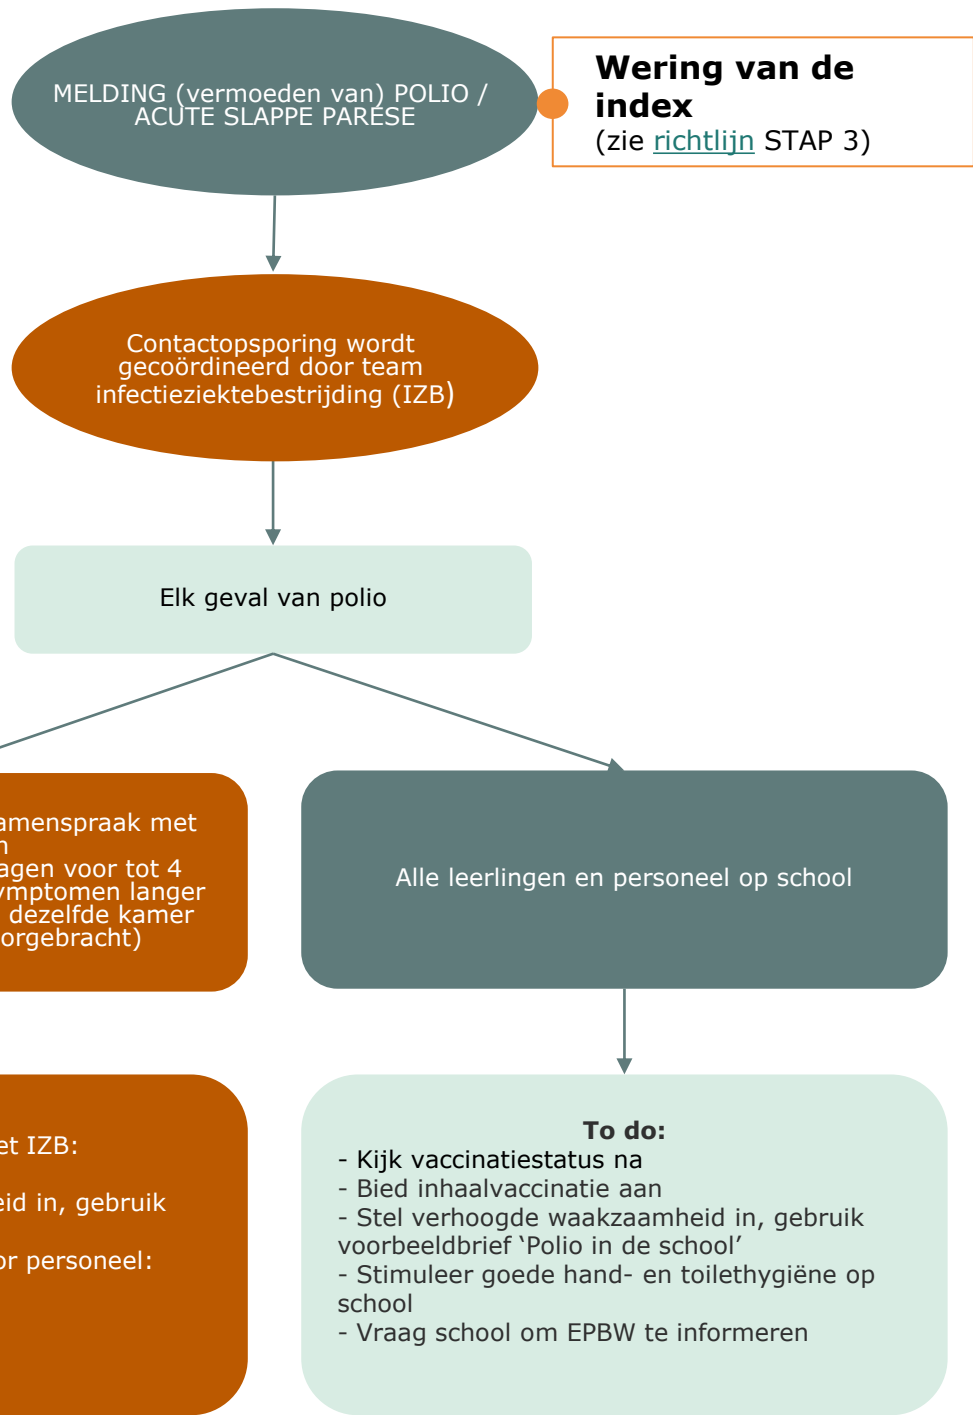 MELDING (vermoeden van) POLIO /
ACUTE SLAPPE PARESE
Wering van de
index
(zie richtlijn STAP 3)
Contactopsporing wordt
gecoördineerd door team
infectieziektebestrijding (IZB)
Elk geval van polio
amenspraak met
n
agen voor tot 4
ymptomen langer
dezelfde kamer
orgebracht)
Alle leerlingen en personeel op school
et IZB:
eid in, gebruik
or personeel:
To do:
- Kijk vaccinatiestatus na
- Bied inhaalvaccinatie aan
- Stel verhoogde waakzaamheid in, gebruik
voorbeeldbrief ‘Polio in de school’
- Stimuleer goede hand- en toilethygiëne op
school
- Vraag school om EPBW te informeren